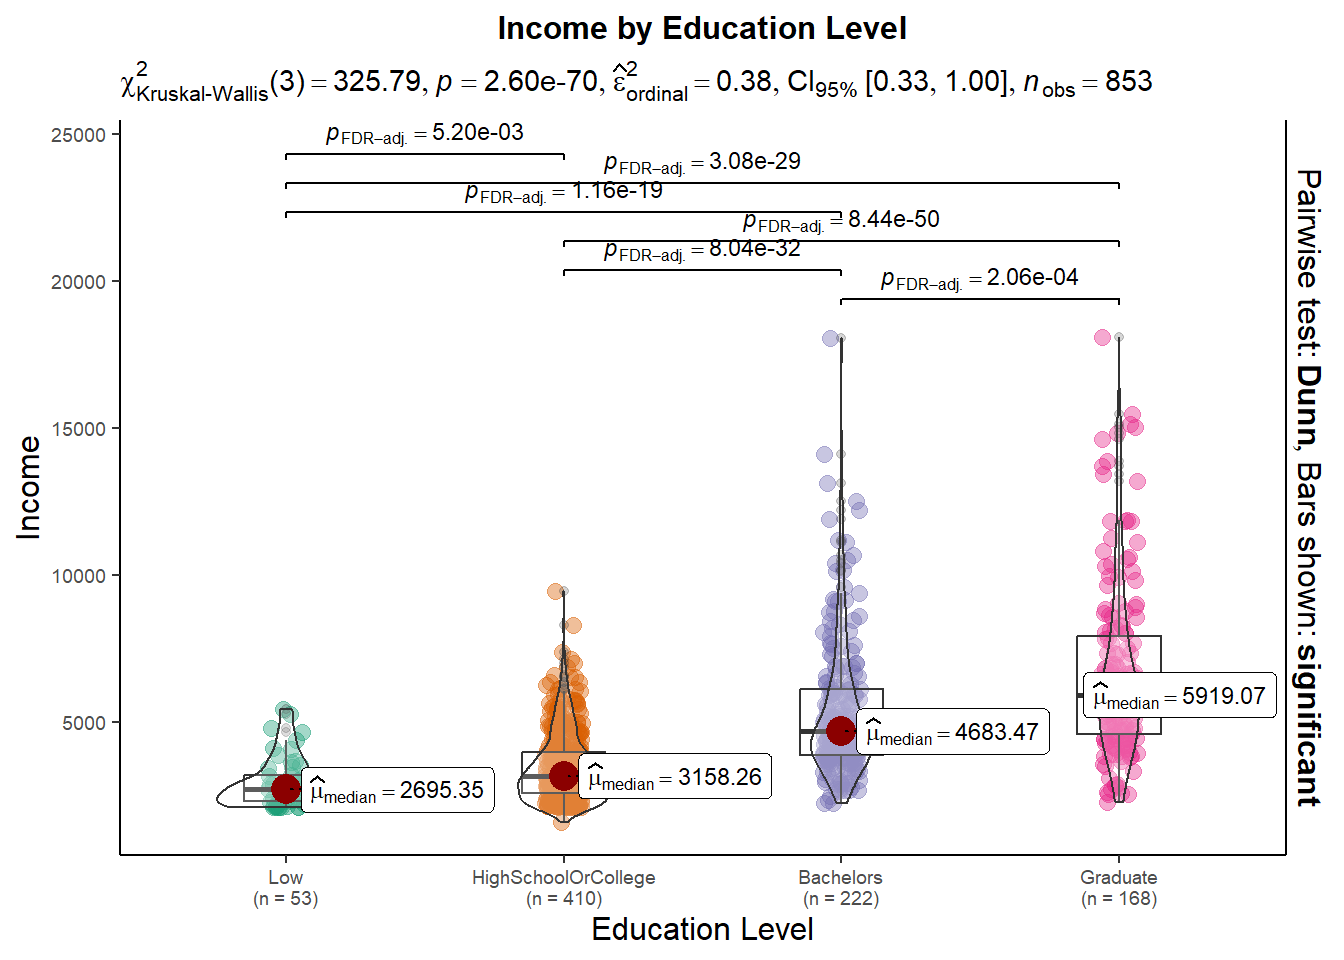 Income by Education Level
χ²Kruskal-Wallis(3) = 325.79, p = 2.60e-70, ε̂²ordinal = 0.38, CI95% [0.33, 1.00], nobs = 853
25000
20000
15000
10000
5000
Income
pFDR–adj. = 5.20e-03
pFDR–adj. = 3.08e-29
pFDR–adj. = 1.16e-19
pFDR–adj. = 8.44e-50
pFDR–adj. = 8.04e-32
pFDR–adj. = 2.06e-04
μ̂median = 2695.35
μ̂median = 3158.26
μ̂median = 4683.47
μ̂median = 5919.07
Pairwise test: Dunn, Bars shown: significant
Low
(n = 53)
HighSchoolOrCollege
(n = 410)
Bachelors
(n = 222)
Graduate
(n = 168)
Education Level